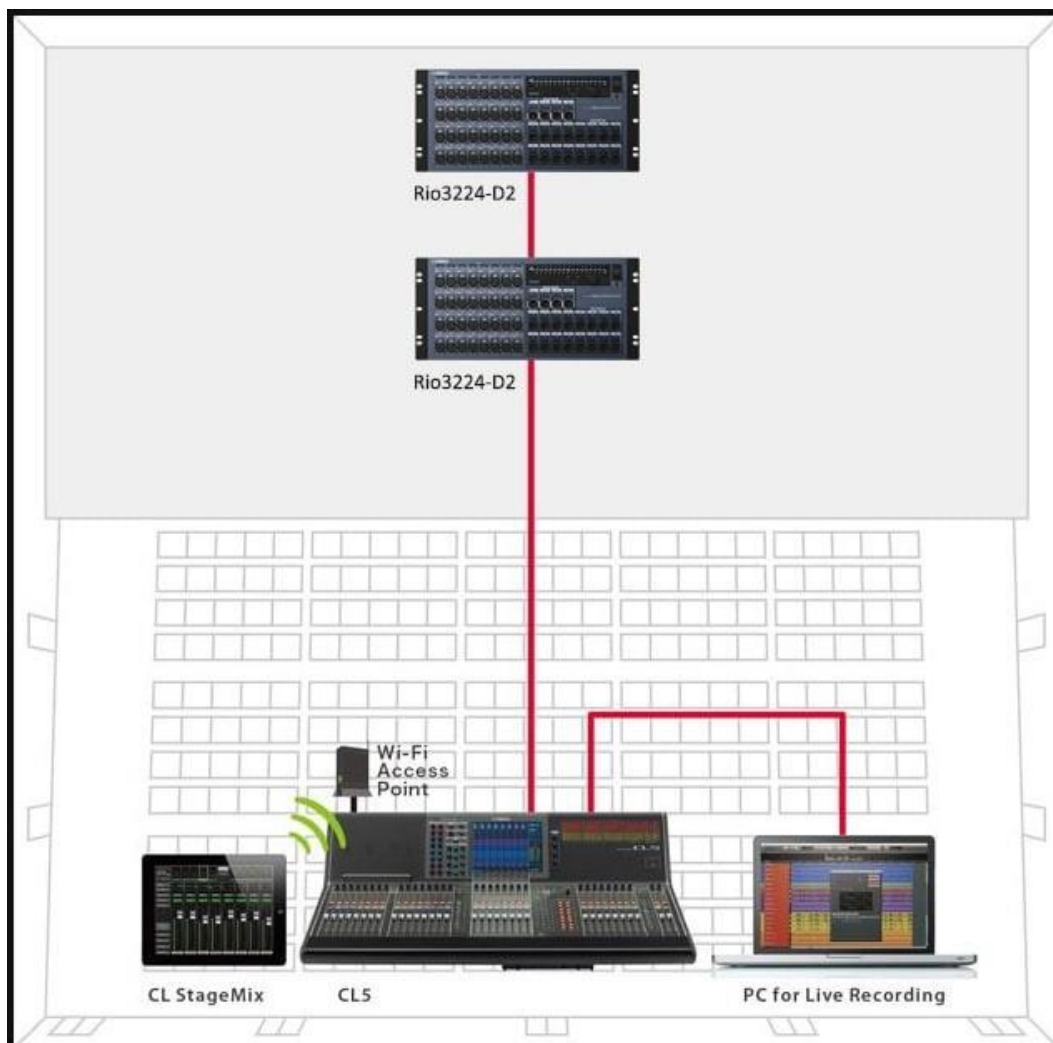 Rio3224-D2
Rio3224-D2
Wi-Fi
Access
Point
CL StageMix
CL5
PC for Live Recording